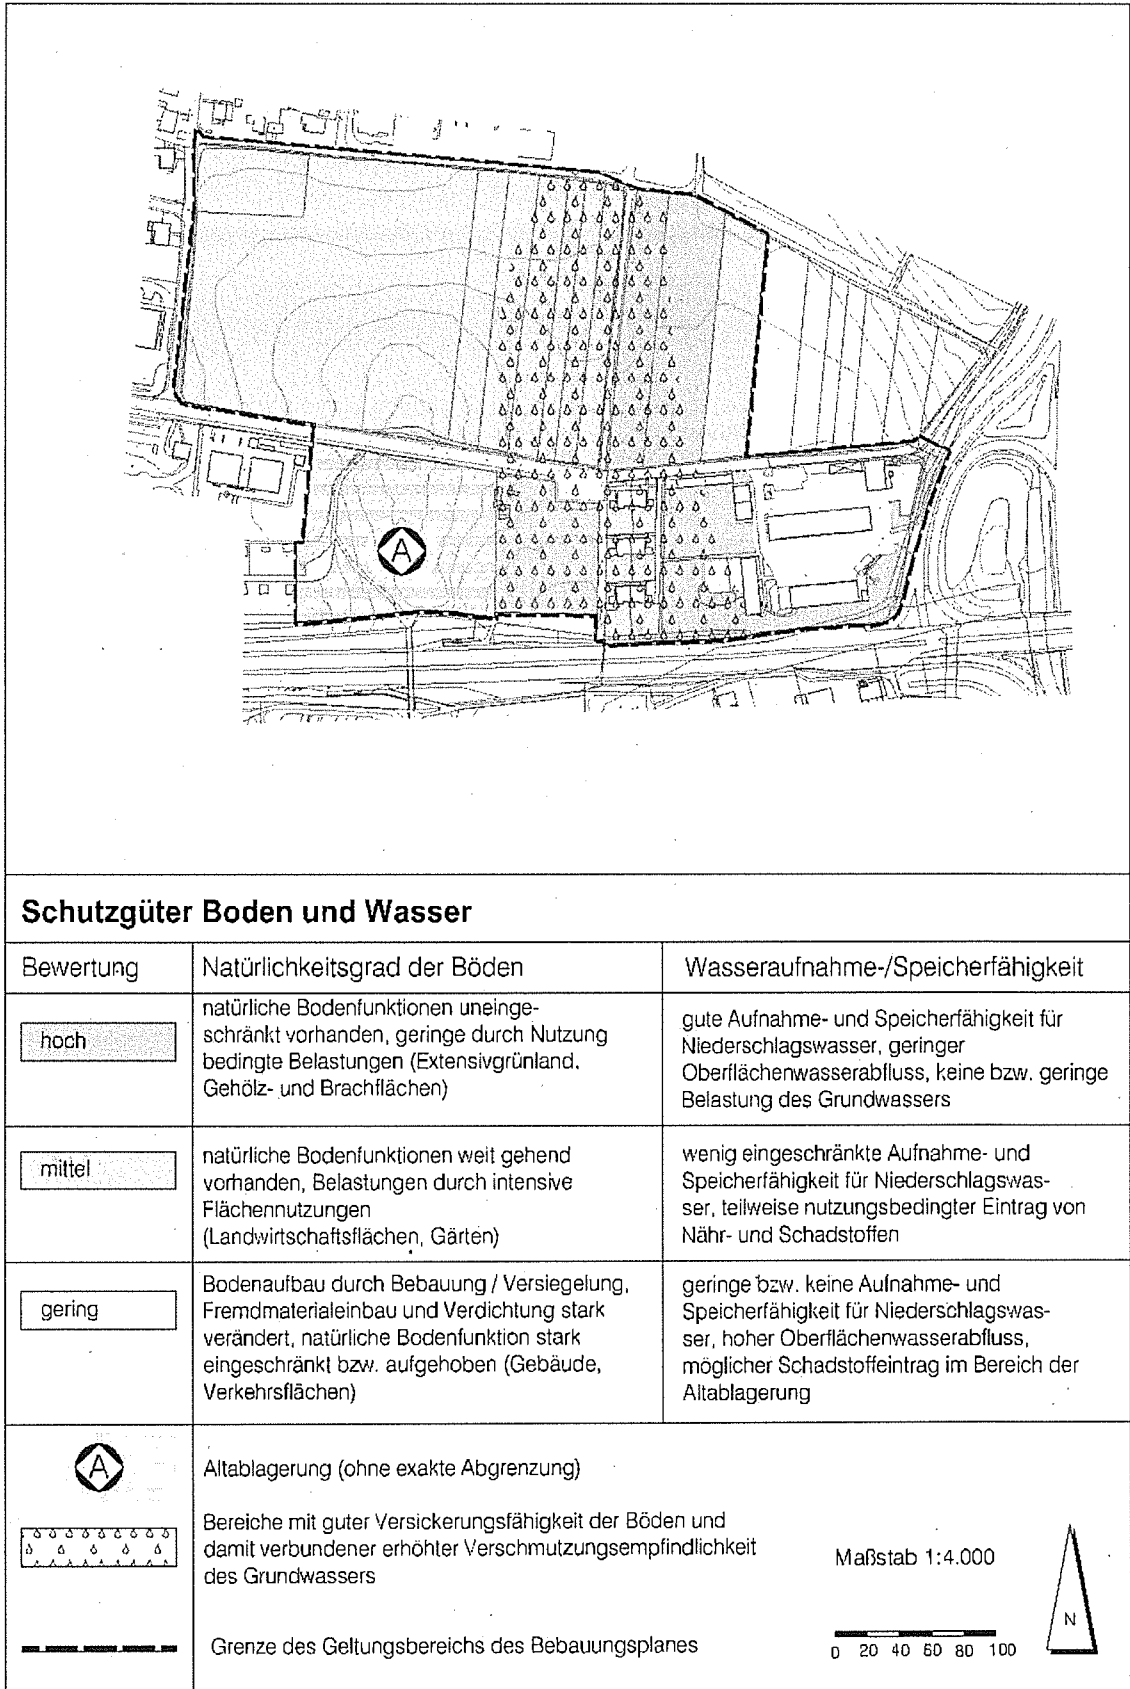 A
Schutzgüter Boden und Wasser
Bewertung
Natürlichkeitsgrad der Böden
Wasseraufnahme-/Speicherfähigkeit
hoch
natürliche Bodenfunktionen uneinge-
schränkt vorhanden, geringe durch Nutzung
bedingte Belastungen (Extensivgrünland,
Gehölz- und Brachflächen)
gute Aufnahme- und Speicherfähigkeit für
Niederschlagswasser, geringer
Oberflächenwasserabfluss, keine bzw. geringe
Belastung des Grundwassers
mittel
natürliche Bodenfunktionen weit gehend
vorhanden, Belastungen durch intensive
Flächennutzungen
(Landwirtschaftsflächen, Gärten)
wenig eingeschränkte Aufnahme- und
Speicherfähigkeit für Niederschlagswas-
ser, teilweise nutzungsbedingter Eintrag von
Nähr- und Schadstoffen
gering
Bodenaufbau durch Bebauung / Versiegelung,
Fremdmaterialeinbau und Verdichtung stark
verändert, natürliche Bodenfunktion stark
eingeschränkt bzw. aufgehoben (Gebäude,
Verkehrsflächen)
geringe bzw. keine Aufnahme- und
Speicherfähigkeit für Niederschlagswas-
ser, hoher Oberflächenwasserabfluss,
möglicher Schadstoffeintrag im Bereich der
Altablagerung
A
Altablagerung (ohne exakte Abgrenzung)
Bereiche mit guter Versickerungsfähigkeit der Böden und
damit verbundener erhöhter Verschmutzungsempfindlichkeit
des Grundwassers
Grenze des Geltungsbereichs des Bebauungsplanes
Maßstab 1:4.000
0 20 40 60 80 100
N